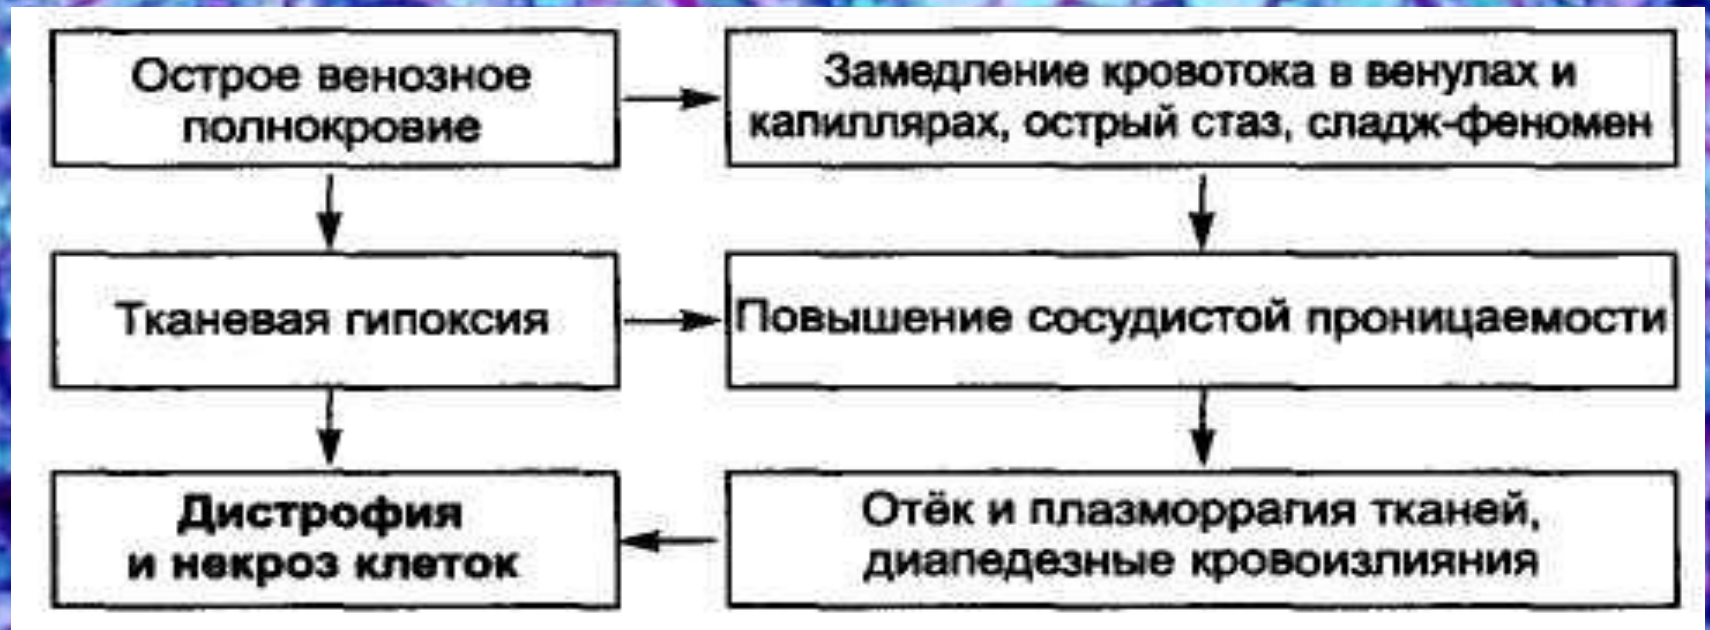 Острое венозное
полнокровие
Замедление кровотока в венулах и
капиллярах, острый стаз, сладж-феномен
Тканевая гипоксия
Повышение сосудистой проницаемости
Дистрофия
и некроз клеток
Отёк и плазморрагия тканей,
диапедезные кровоизлияния